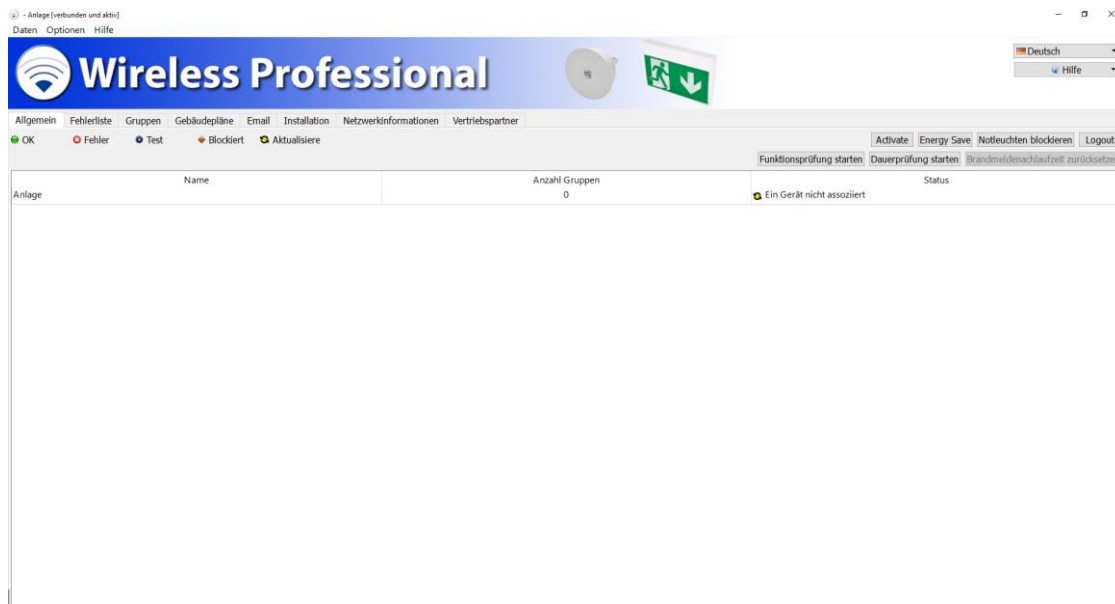 - Anlage [verbunden und aktiv]
Daten Optionen Hilfe
Wireless Professional
Deutsch
Hilfe
Allgemein Fehlerliste Gruppen Gebäudepläne Email Installation Netzwerkinformationen Vertriebspartner
OK Fehler Test Blockiert Aktualisiere
Activate Energy Save Notleuchten blockieren Logout
Funktionsprüfung starten Dauerprüfung starten Brandmeldenachlaufzeit zurücksetze
Name Anzahl Gruppen Status
Anlage 0 Ein Gerät nicht assoziiert